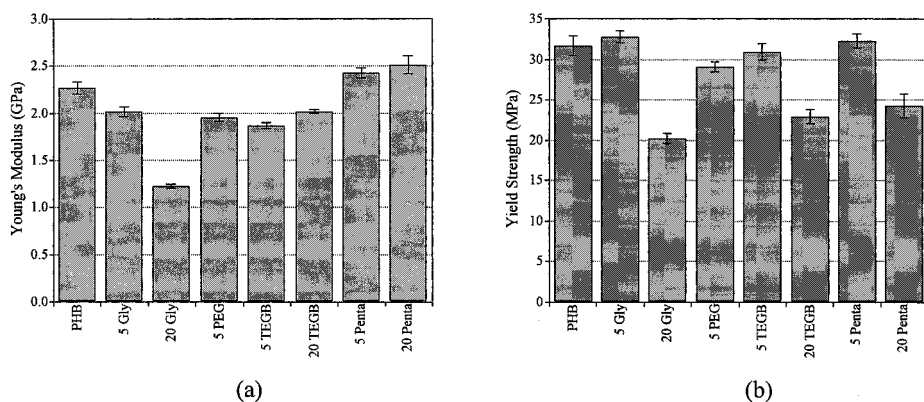 3.0
2.5
2.0
1.5
1.0
0.5
0.0
Young's Modulus (GPa)
PHB
5 Gly
20 Gly
5 PEG
5 TEGB
20 TEGB
5 Penta
20 Penta
(a)
35
30
25
20
15
10
5
0
Yield Strength (MPa)
PHB
5 Gly
20 Gly
5 PEG
5 TEGB
20 TEGB
5 Penta
20 Penta
(b)